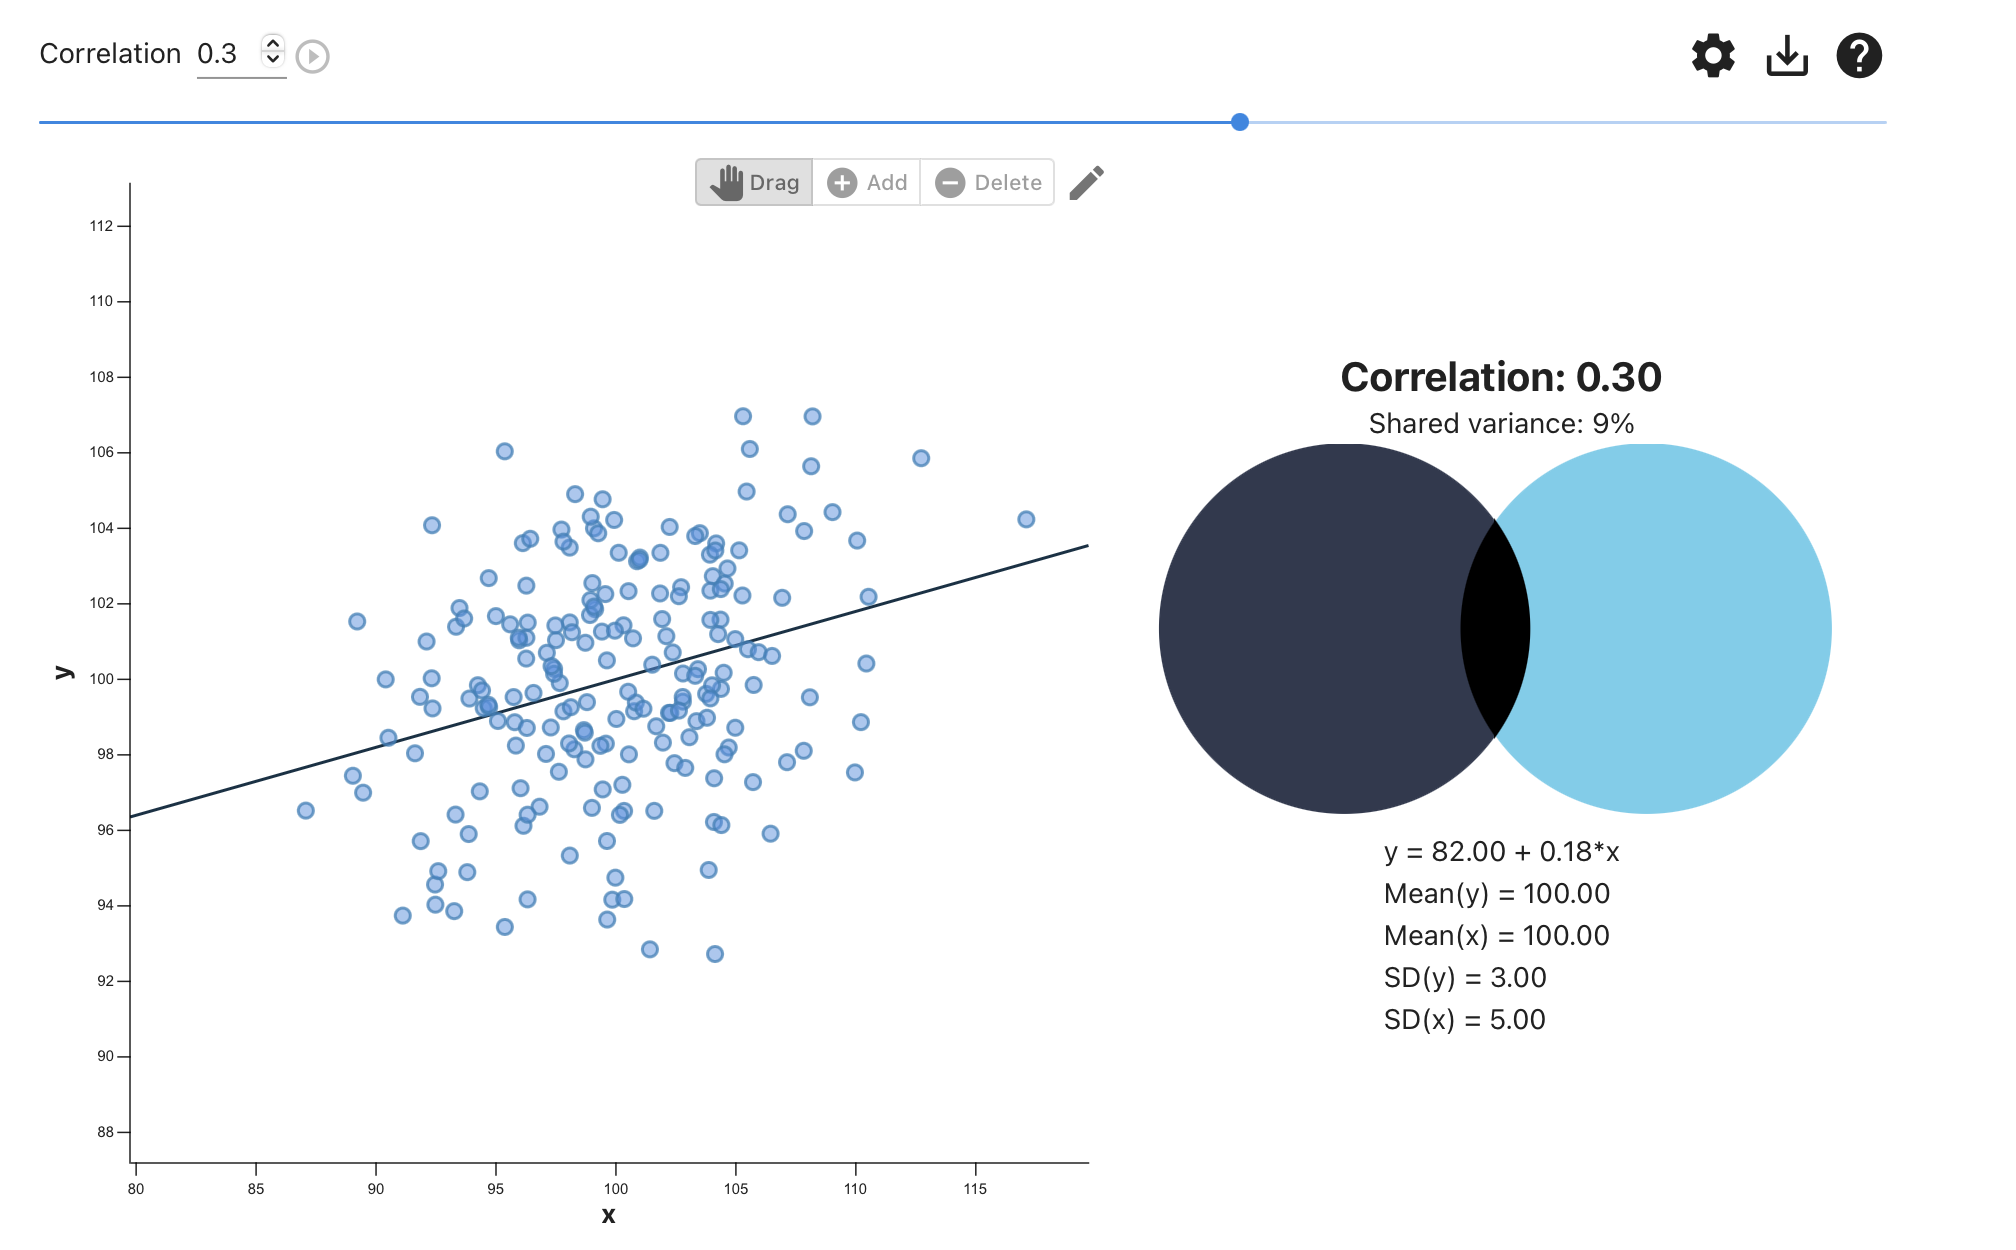 Correlation 0.3
Drag Add Delete
y
112
110
108
106
104
102
100
98
96
94
92
90
88
80 85 90 95 100 105 110 115
x
Correlation: 0.30
Shared variance: 9%
y = 82.00 + 0.18*x
Mean(y) = 100.00
Mean(x) = 100.00
SD(y) = 3.00
SD(x) = 5.00